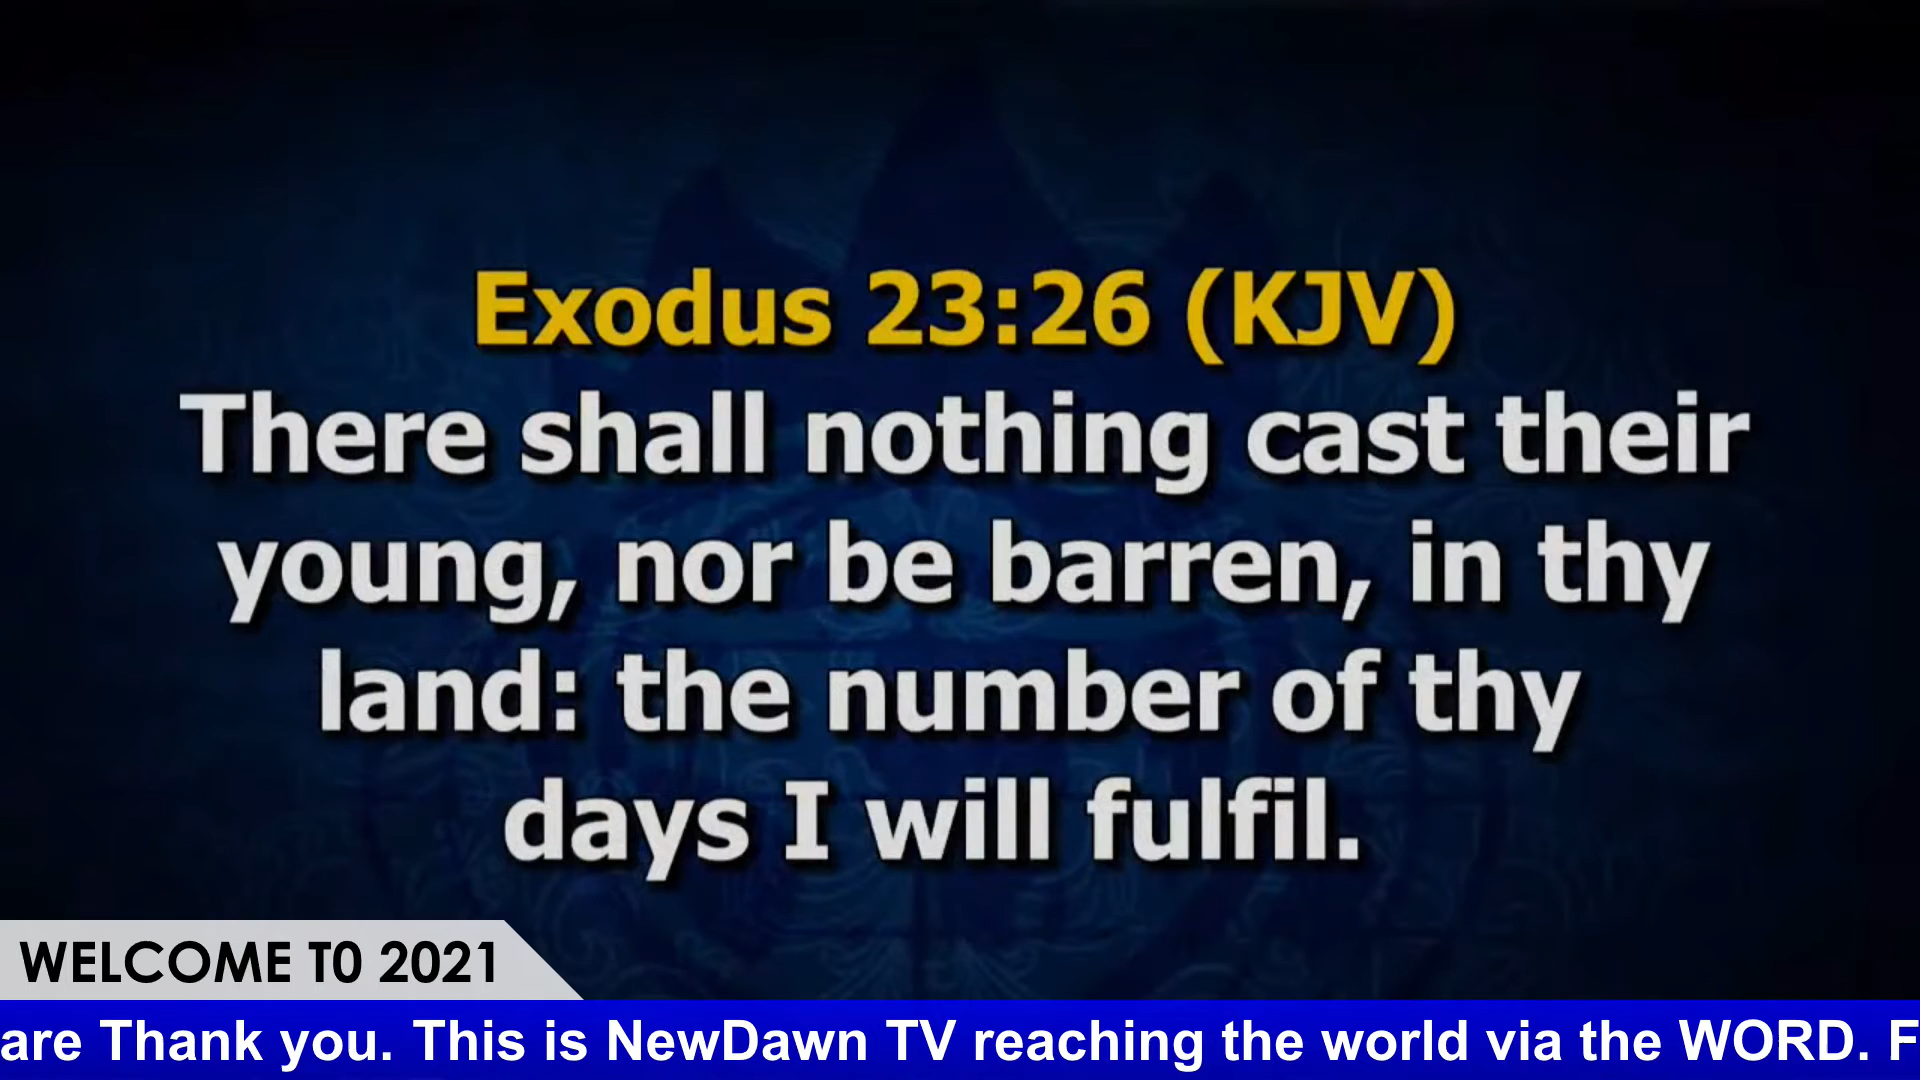 Exodus 23:26 (KJV)
There shall nothing cast their
young, nor be barren, in thy
land: the number of thy
days I will fulfil.
WELCOME T0 2021
are Thank you. This is NewDawn TV reaching the world via the WORD. F